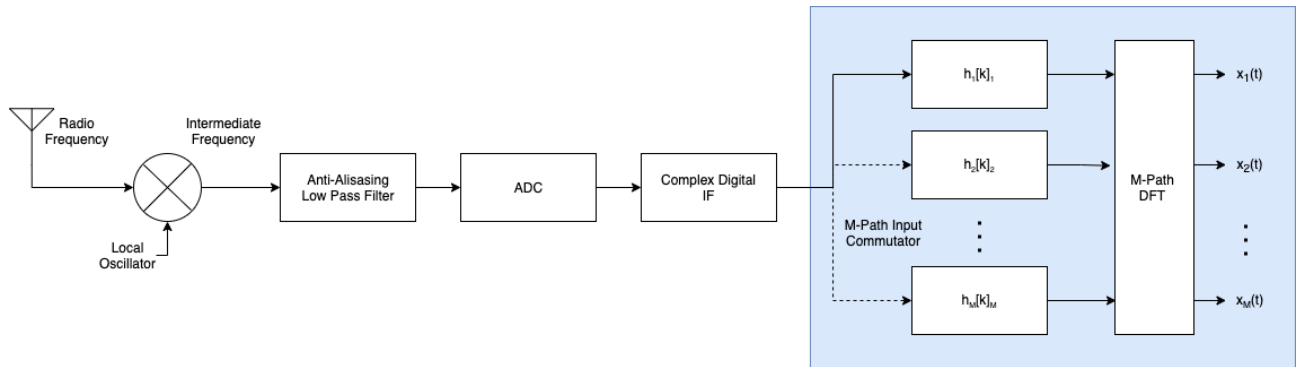 Radio
Frequency
Intermediate
Frequency
Local
Oscillator
Anti-Alisasing
Low Pass Filter
ADC
Complex Digital
IF
M-Path Input
Commutator
h₁[k]₁
h₂[k]₂
hM[k]M
M-Path
DFT
x₁(t)
x₂(t)
xM(t)